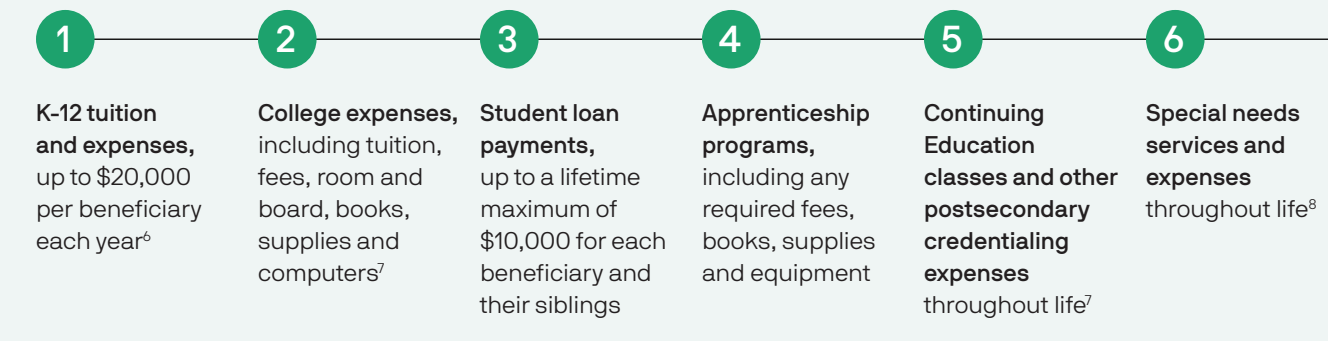 1
K-12 tuition
and expenses,
up to $20,000
per beneficiary
each year⁶
2
College expenses,
including tuition,
fees, room and
board, books,
supplies and
computers⁷
3
Student loan
payments,
up to a lifetime
maximum of
$10,000 for each
beneficiary and
their siblings
4
Apprenticeship
programs,
including any
required fees,
books, supplies
and equipment
5
Continuing
Education
classes and other
postsecondary
credentialing
expenses
throughout life⁷
6
Special needs
services and
expenses
throughout life⁸